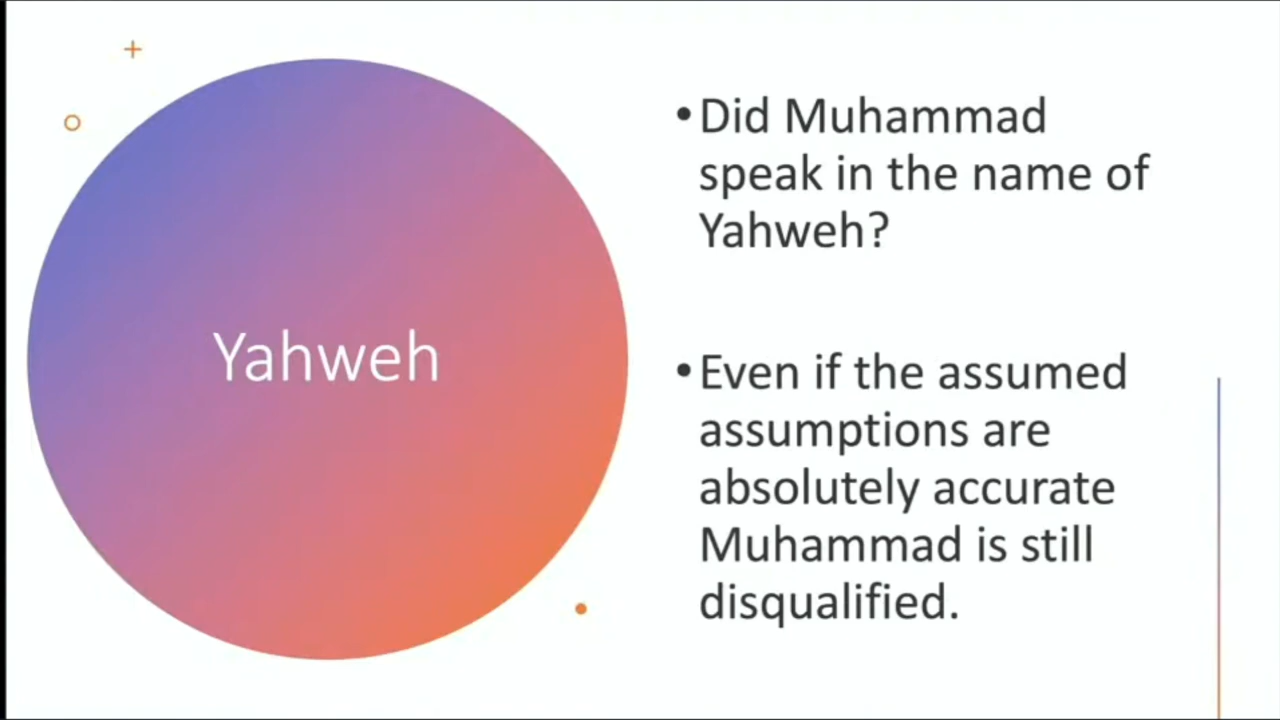 Yahweh
•Did Muhammad
speak in the name of
Yahweh?
•Even if the assumed
assumptions are
absolutely accurate
Muhammad is still
disqualified.